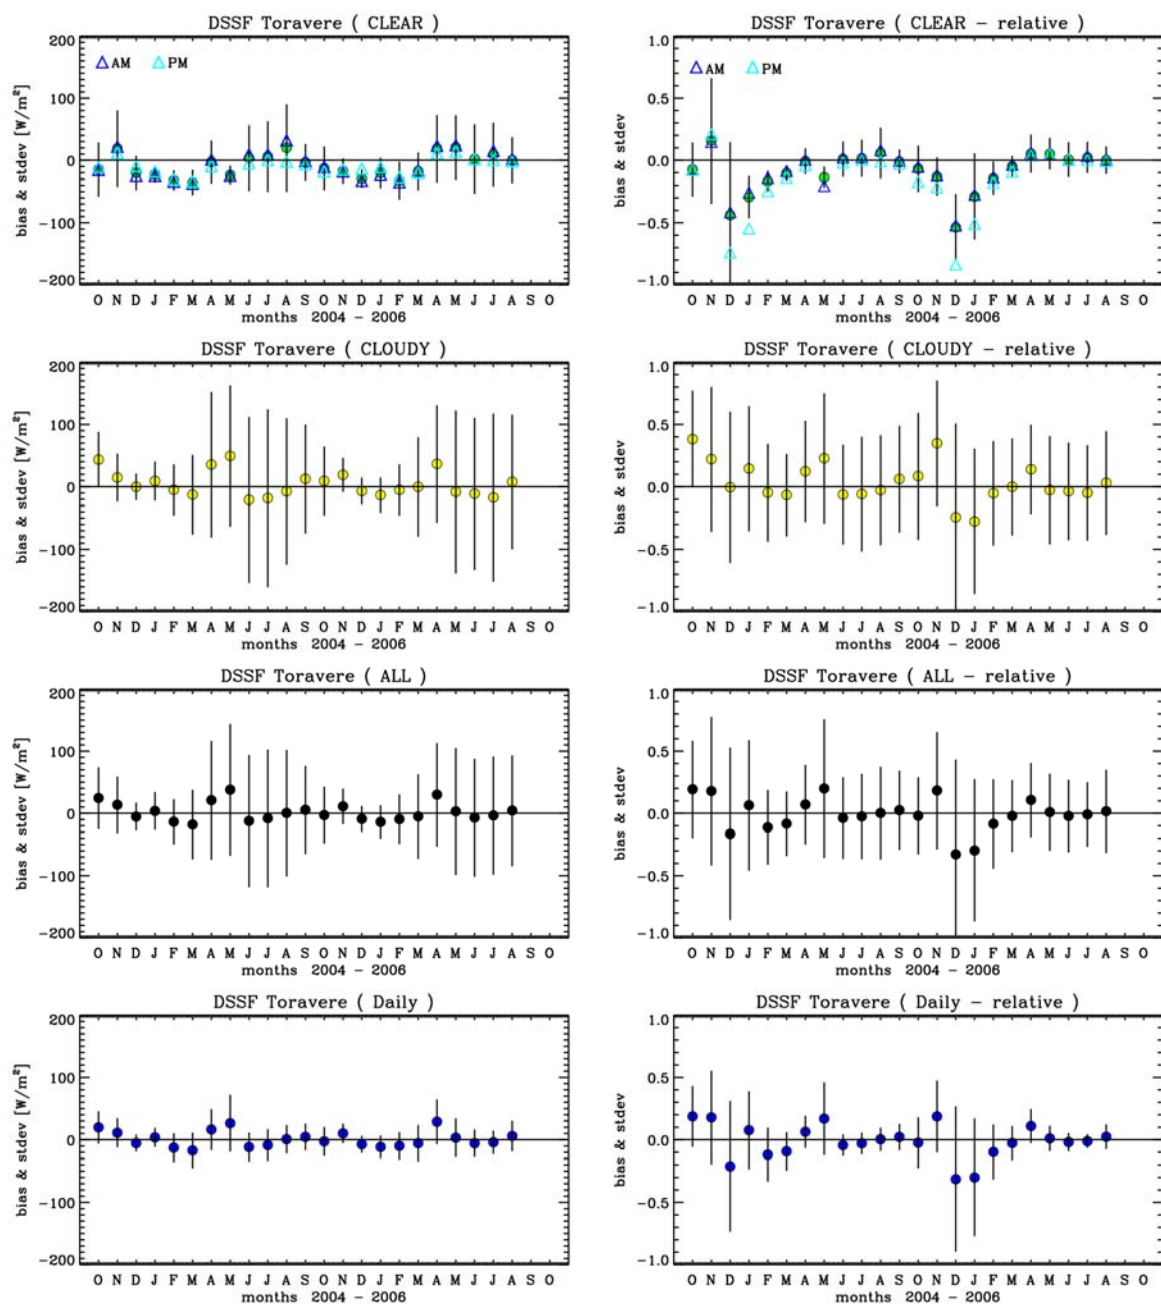 DSSF Toravere ( CLEAR )
200
100
0
−100
−200
bias & stdev [W/m²]
AM PM
O N D J F M A M J J A S O N D J F M A M J J A S O
months 2004 − 2006
DSSF Toravere ( CLEAR − relative )
1.0
0.5
0.0
−0.5
−1.0
bias & stdev
AM PM
O N D J F M A M J J A S O N D J F M A M J J A S O
months 2004 − 2006
DSSF Toravere ( CLOUDY )
200
100
0
−100
−200
bias & stdev [W/m²]
O N D J F M A M J J A S O N D J F M A M J J A S O
months 2004 − 2006
DSSF Toravere ( CLOUDY − relative )
1.0
0.5
0.0
−0.5
−1.0
bias & stdev
O N D J F M A M J J A S O N D J F M A M J J A S O
months 2004 − 2006
DSSF Toravere ( ALL )
200
100
0
−100
−200
bias & stdev [W/m²]
O N D J F M A M J J A S O N D J F M A M J J A S O
months 2004 − 2006
DSSF Toravere ( ALL − relative )
1.0
0.5
0.0
−0.5
−1.0
bias & stdev
O N D J F M A M J J A S O N D J F M A M J J A S O
months 2004 − 2006
DSSF Toravere ( Daily )
200
100
0
−100
−200
bias & stdev [W/m²]
O N D J F M A M J J A S O N D J F M A M J J A S O
months 2004 − 2006
DSSF Toravere ( Daily − relative )
1.0
0.5
0.0
−0.5
−1.0
bias & stdev
O N D J F M A M J J A S O N D J F M A M J J A S O
months 2004 − 2006